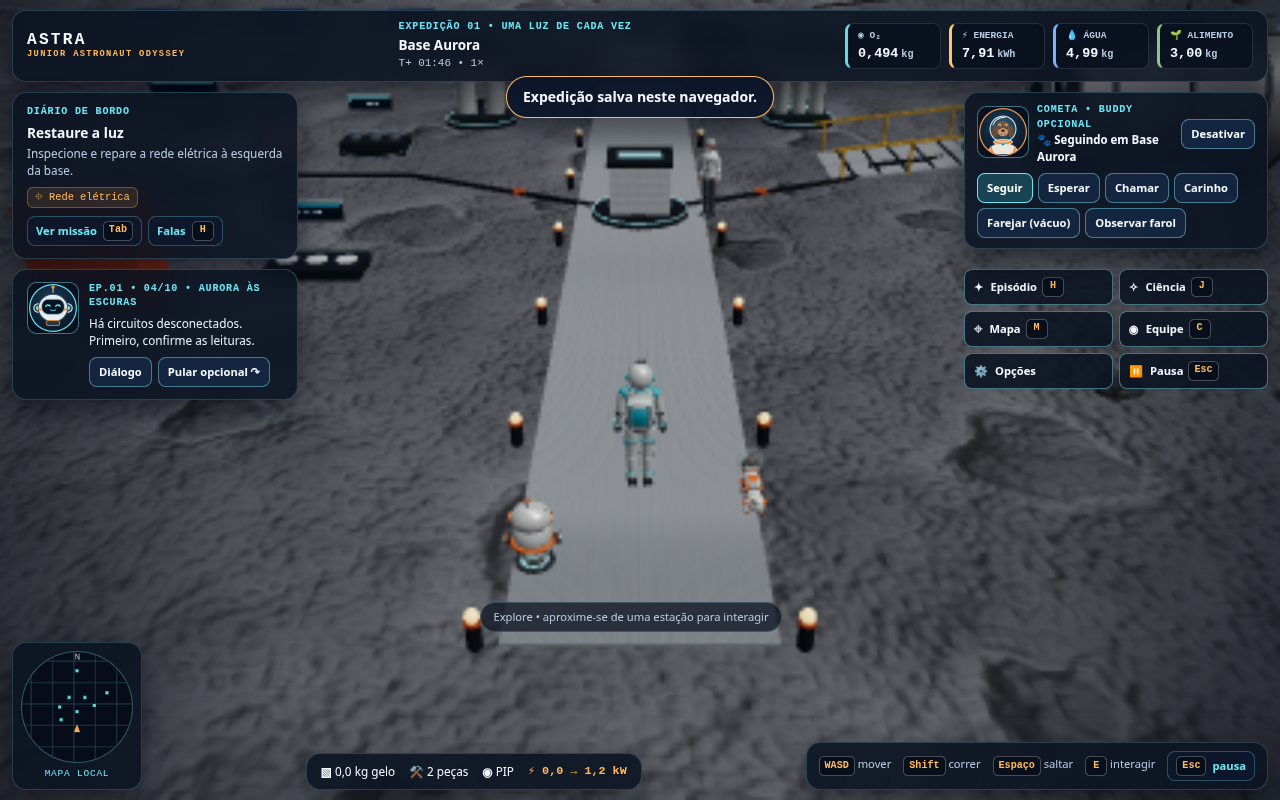 ASTRA
JUNIOR ASTRONAUT ODYSSEY
EXPEDIÇÃO 01 • UMA LUZ DE CADA VEZ
Base Aurora
T+ 01:46 • 1×
◉ O₂
0,494 kg
⚡ ENERGIA
7,91 kWh
💧 ÁGUA
4,99 kg
🌱 ALIMENTO
3,00 kg
Expedição salva neste navegador.
DIÁRIO DE BORDO
Restaure a luz
Inspecione e repare a rede elétrica à esquerda
da base.
⌖ Rede elétrica
Ver missão Tab
Falas H
EP.01 • 04/10 • AURORA ÀS
ESCURAS
Há circuitos desconectados.
Primeiro, confirme as leituras.
Diálogo
Pular opcional ↷
COMETA • BUDDY
OPCIONAL
🐾 Seguindo em Base
Aurora
Desativar
Seguir
Esperar
Chamar
Carinho
Farejar (vácuo)
Observar farol
✦ Episódio H
✧ Ciência J
⌖ Mapa M
◉ Equipe C
⚙️ Opções
⏸️ Pausa Esc
Explore • aproxime-se de uma estação para interagir
N
MAPA LOCAL
▧ 0,0 kg gelo
⚒️ 2 peças
◉ PIP
⚡ 0,0 → 1,2 kW
WASD mover
Shift correr
Espaço saltar
E interagir
Esc pausa